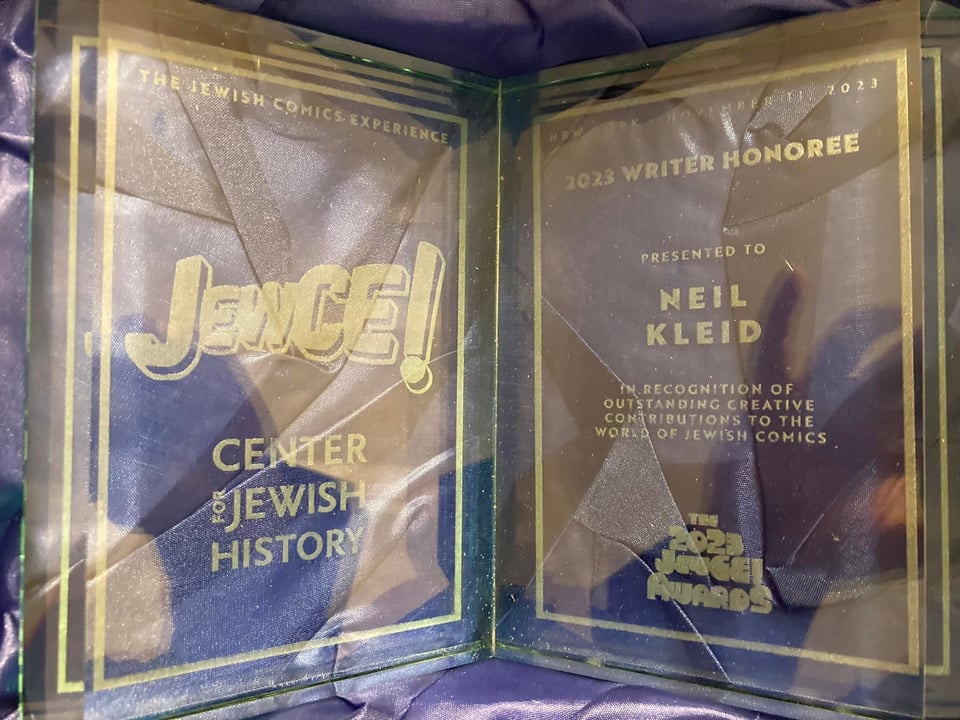 THE JEWISH COMICS EXPERIENCE
JEWCE!
CENTER
FOR JEWISH
HISTORY
NEW YORK NOVEMBER 11, 2023
2023 WRITER HONOREE
PRESENTED TO
NEIL
KLEID
IN RECOGNITION OF
OUTSTANDING CREATIVE
CONTRIBUTIONS TO THE
WORLD OF JEWISH COMICS
THE
2023
JEWCE!
AWARDS